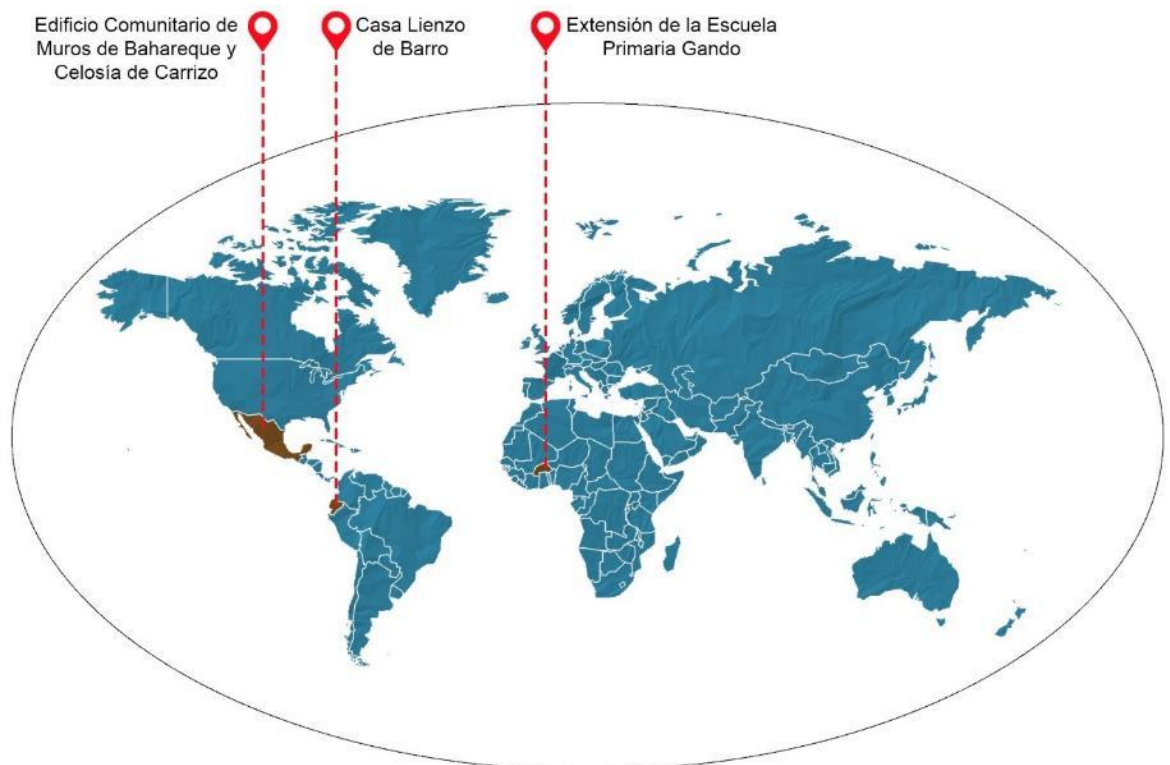 Edificio Comunitario de
Muros de Bahareque y
Celosía de Carrizo
Casa Lienzo
de Barro
Extensión de la Escuela
Primaria Gando